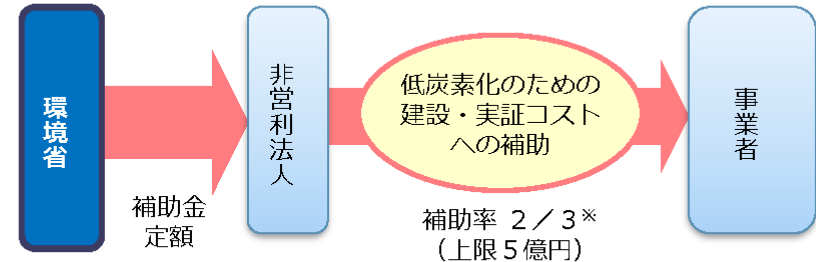 環境省
補助金
定額
非営利法人
低炭素化のための
建設・実証コスト
への補助
補助率 2/3※
(上限5億円)
事業者